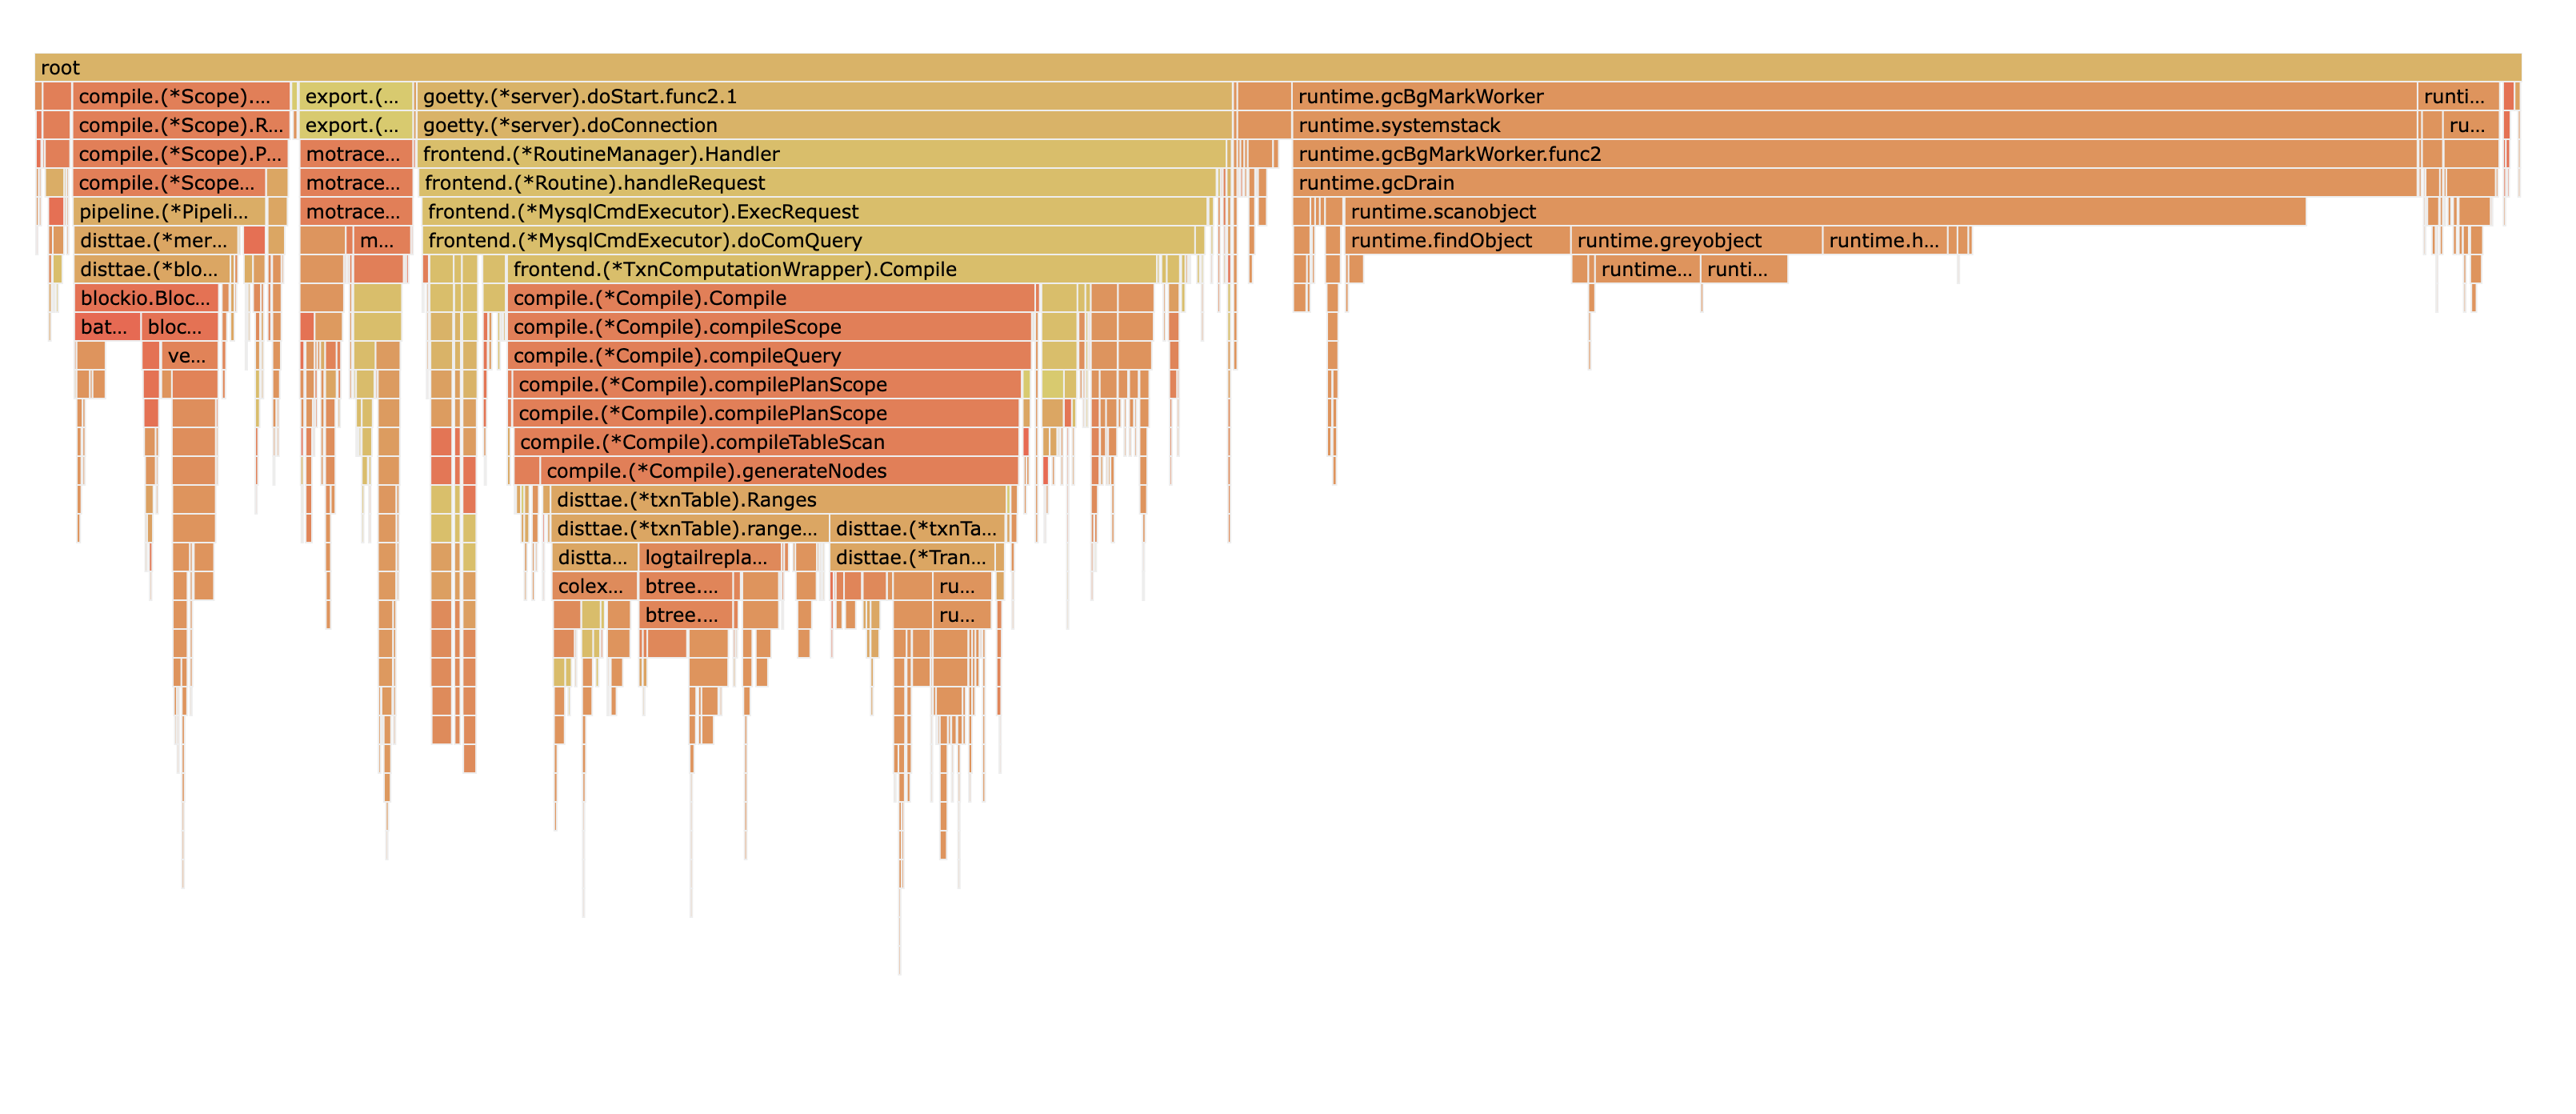 root
compile.(*Scope).... export.(... goetty.(*server).doStart.func2.1 runtime.gcBgMarkWorker runti...
compile.(*Scope).R... export.(... goetty.(*server).doConnection runtime.systemstack ru...
compile.(*Scope).P... motrace... frontend.(*RoutineManager).Handler runtime.gcBgMarkWorker.func2
compile.(*Scope... motrace... frontend.(*Routine).handleRequest runtime.gcDrain
pipeline.(*Pipeli... motrace... frontend.(*MysqlCmdExecutor).ExecRequest runtime.scanobject
disttae.(*mer... m... frontend.(*MysqlCmdExecutor).doComQuery runtime.findObject runtime.greyobject runtime.h...
disttae.(*blo... frontend.(*TxnComputationWrapper).Compile runtime... runti...
blockio.Bloc... compile.(*Compile).Compile
bat... bloc... compile.(*Compile).compileScope
ve... compile.(*Compile).compileQuery
compile.(*Compile).compilePlanScope
compile.(*Compile).compilePlanScope
compile.(*Compile).compileTableScan
compile.(*Compile).generateNodes
disttae.(*txnTable).Ranges
disttae.(*txnTable).range... disttae.(*txnTa...
distta... logtailrepla... disttae.(*Tran...
colex... btree.... ru...
btree.... ru...